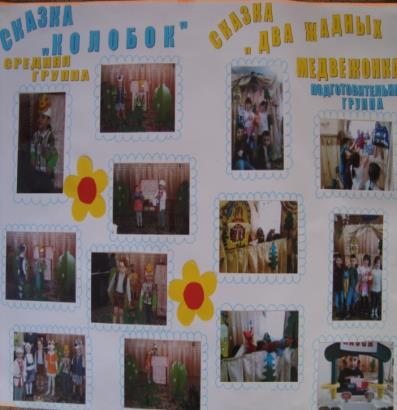 СКАЗКА
„КОЛОБОК"
СРЕДНЯЯ
ГРУППА
СКАЗКА
„ДВА ЖАДНЫХ
МЕДВЕЖОНКА
ПОДГОТОВИТЕЛЬНАЯ
ГРУППА